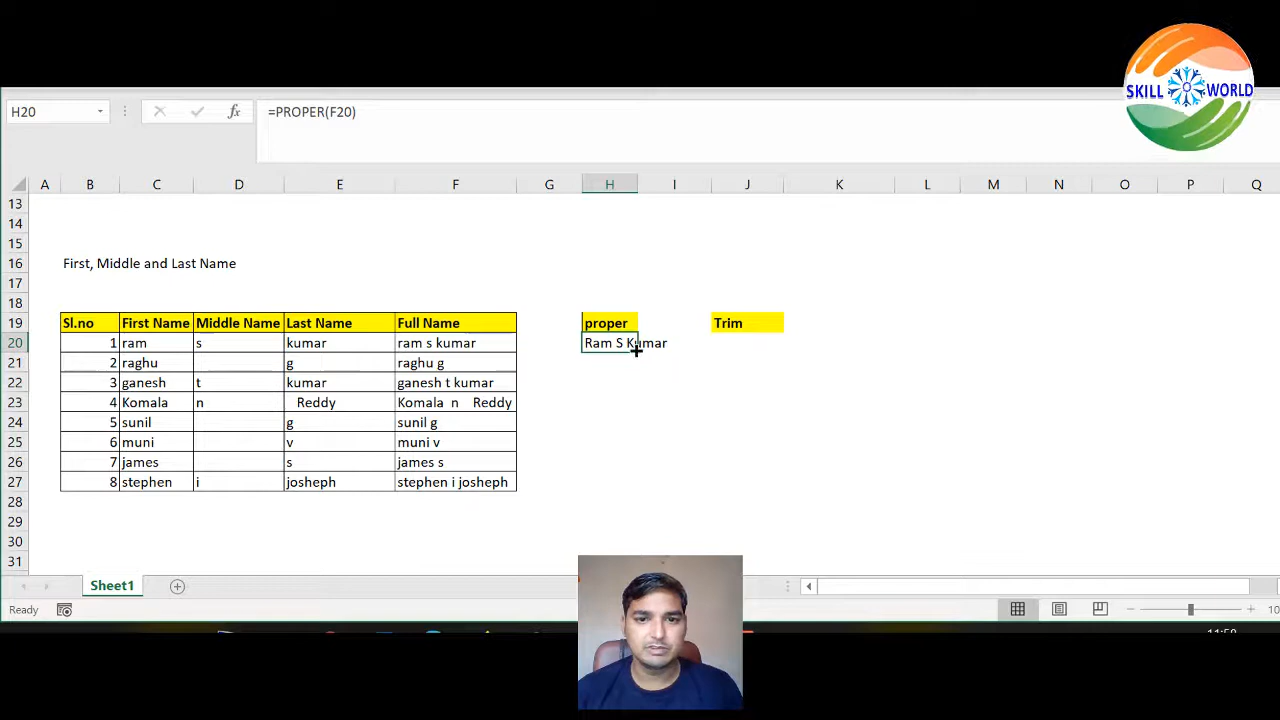 SKILL WORLD
H20 fx =PROPER(F20)
A B C D E F G H I J K L M N O P Q
13
14
15
16 First, Middle and Last Name
17
18
19 Sl.no First Name Middle Name Last Name Full Name proper Trim
20 1 ram s kumar ram s kumar Ram S Kumar
21 2 raghu g raghu g
22 3 ganesh t kumar ganesh t kumar
23 4 Komala n Reddy Komala n Reddy
24 5 sunil g sunil g
25 6 muni v muni v
26 7 james s james s
27 8 stephen i josheph stephen i josheph
28
29
30
31
Sheet1
Ready 10